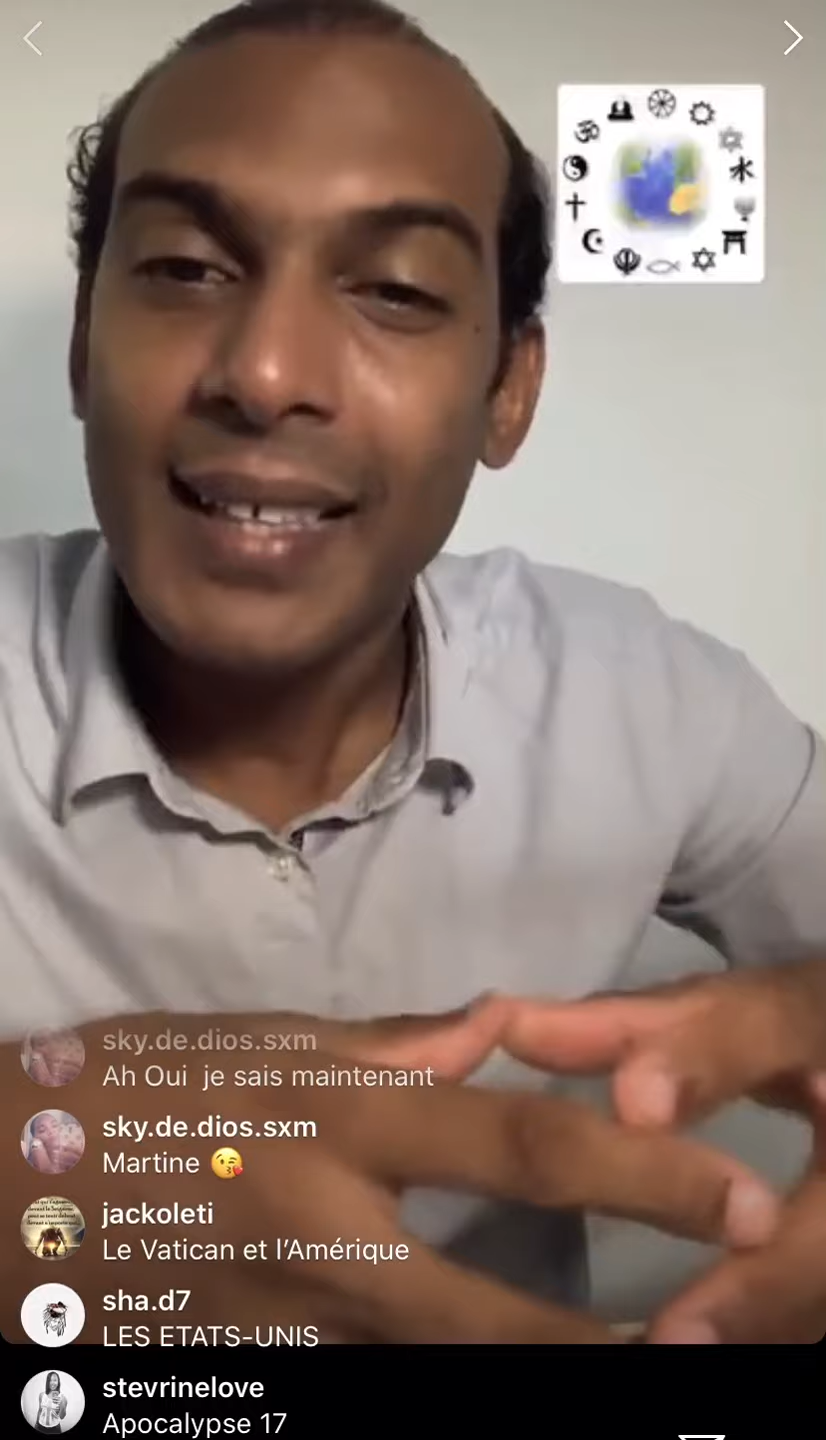 sky.de.dios.sxm
Ah Oui je sais maintenant
sky.de.dios.sxm
Martine 😘
jackoleti
Le Vatican et l’Amérique
sha.d7
LES ETATS-UNIS
stevrinelove
Apocalypse 17